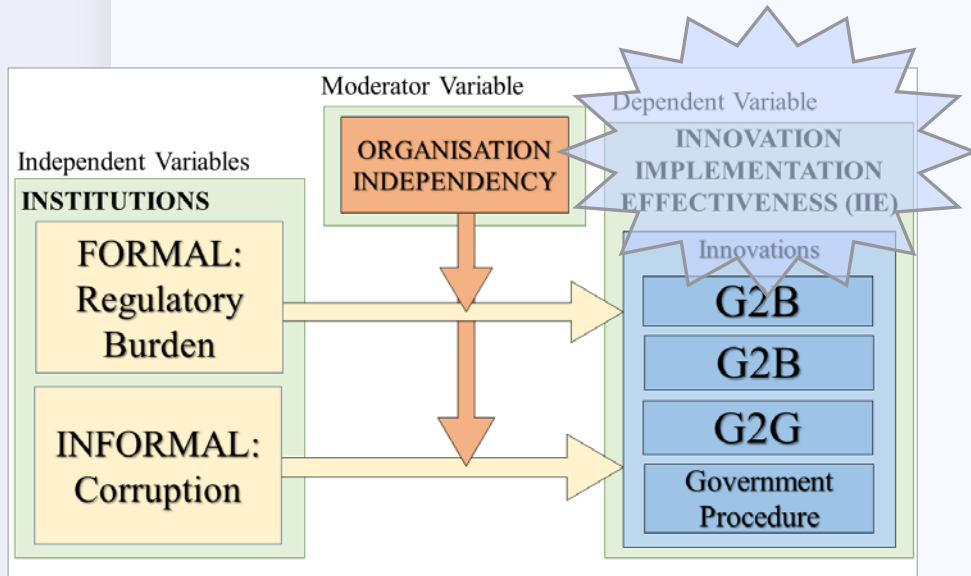 Moderator Variable
Dependent Variable
Independent Variables
INSTITUTIONS
FORMAL:
Regulatory
Burden
INFORMAL:
Corruption
ORGANISATION
INDEPENDENCY
INNOVATION
IMPLEMENTATION
EFFECTIVENESS (IIE)
Innovations
G2B
G2B
G2G
Government
Procedure